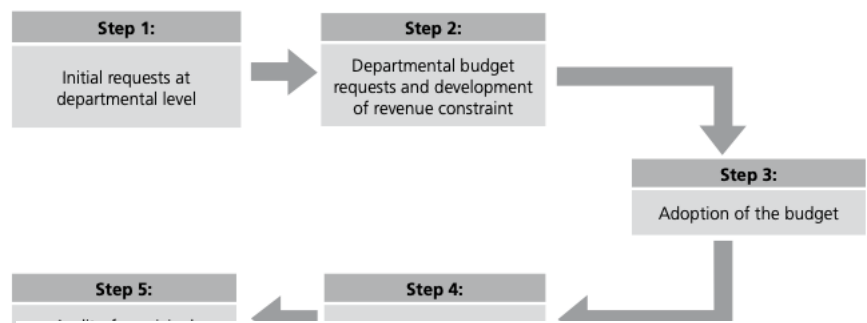 Step 1:
Initial requests at
departmental level
Step 2:
Departmental budget
requests and development
of revenue constraint
Step 3:
Adoption of the budget
Step 4:
Step 5: